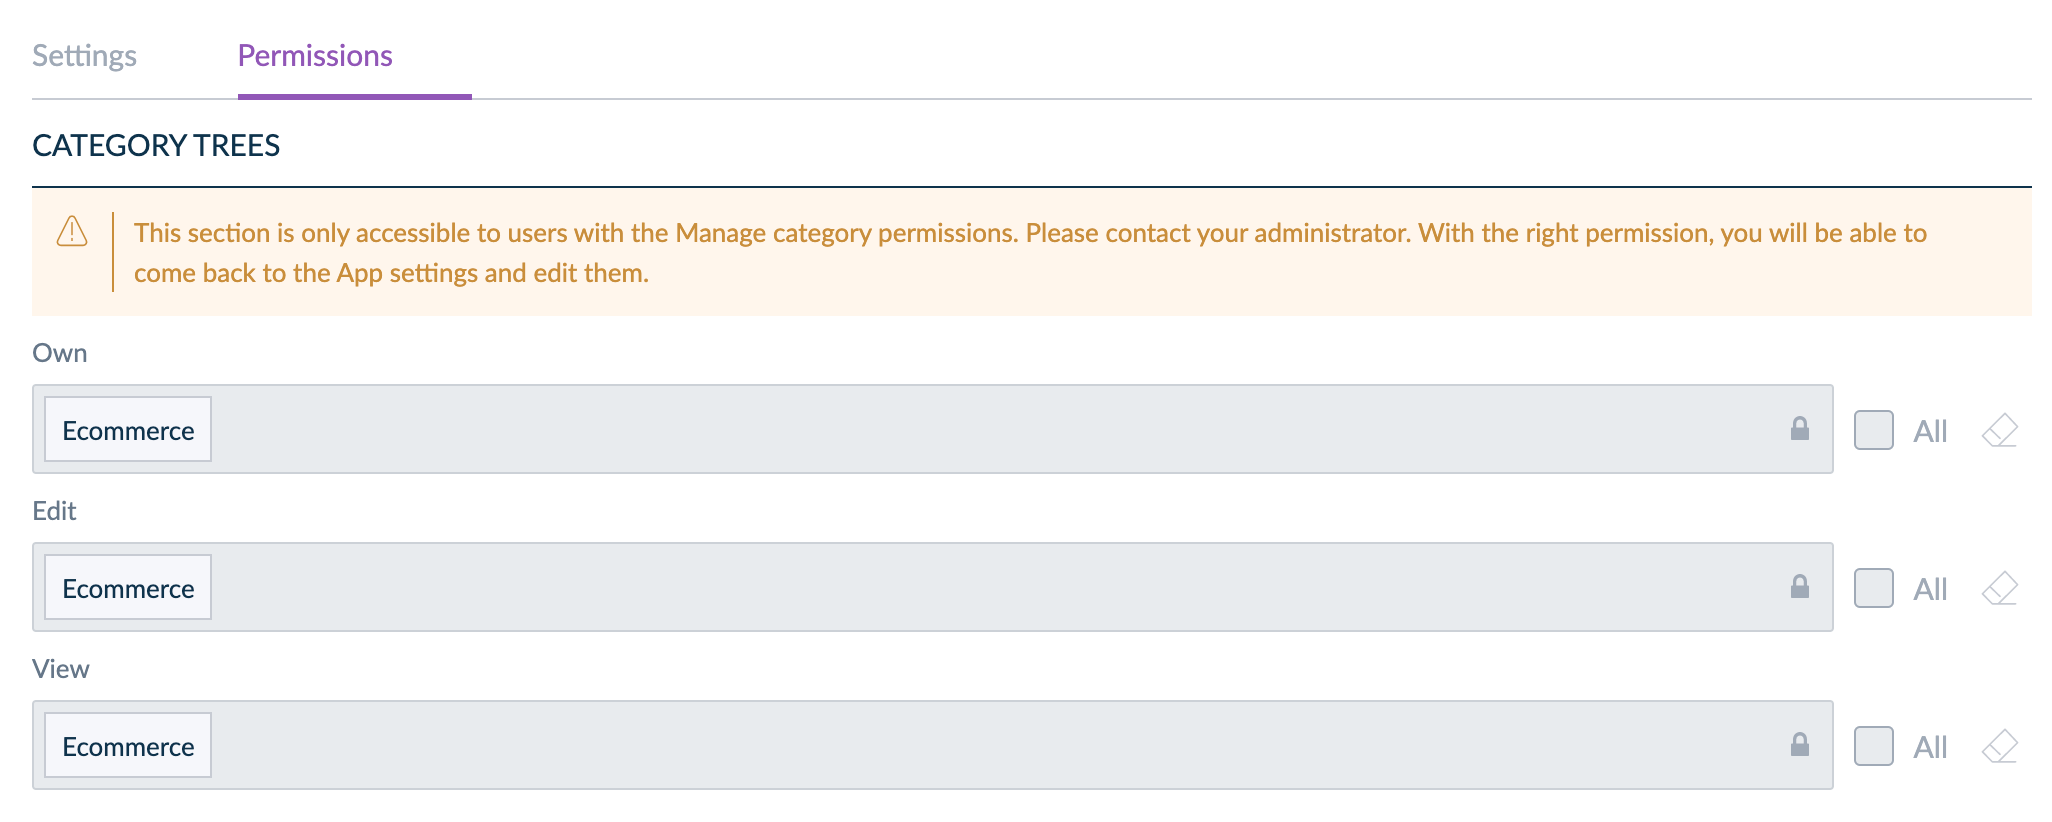 Settings Permissions
CATEGORY TREES
This section is only accessible to users with the Manage category permissions. Please contact your administrator. With the right permission, you will be able to
come back to the App settings and edit them.
Own
Ecommerce All
Edit
Ecommerce All
View
Ecommerce All